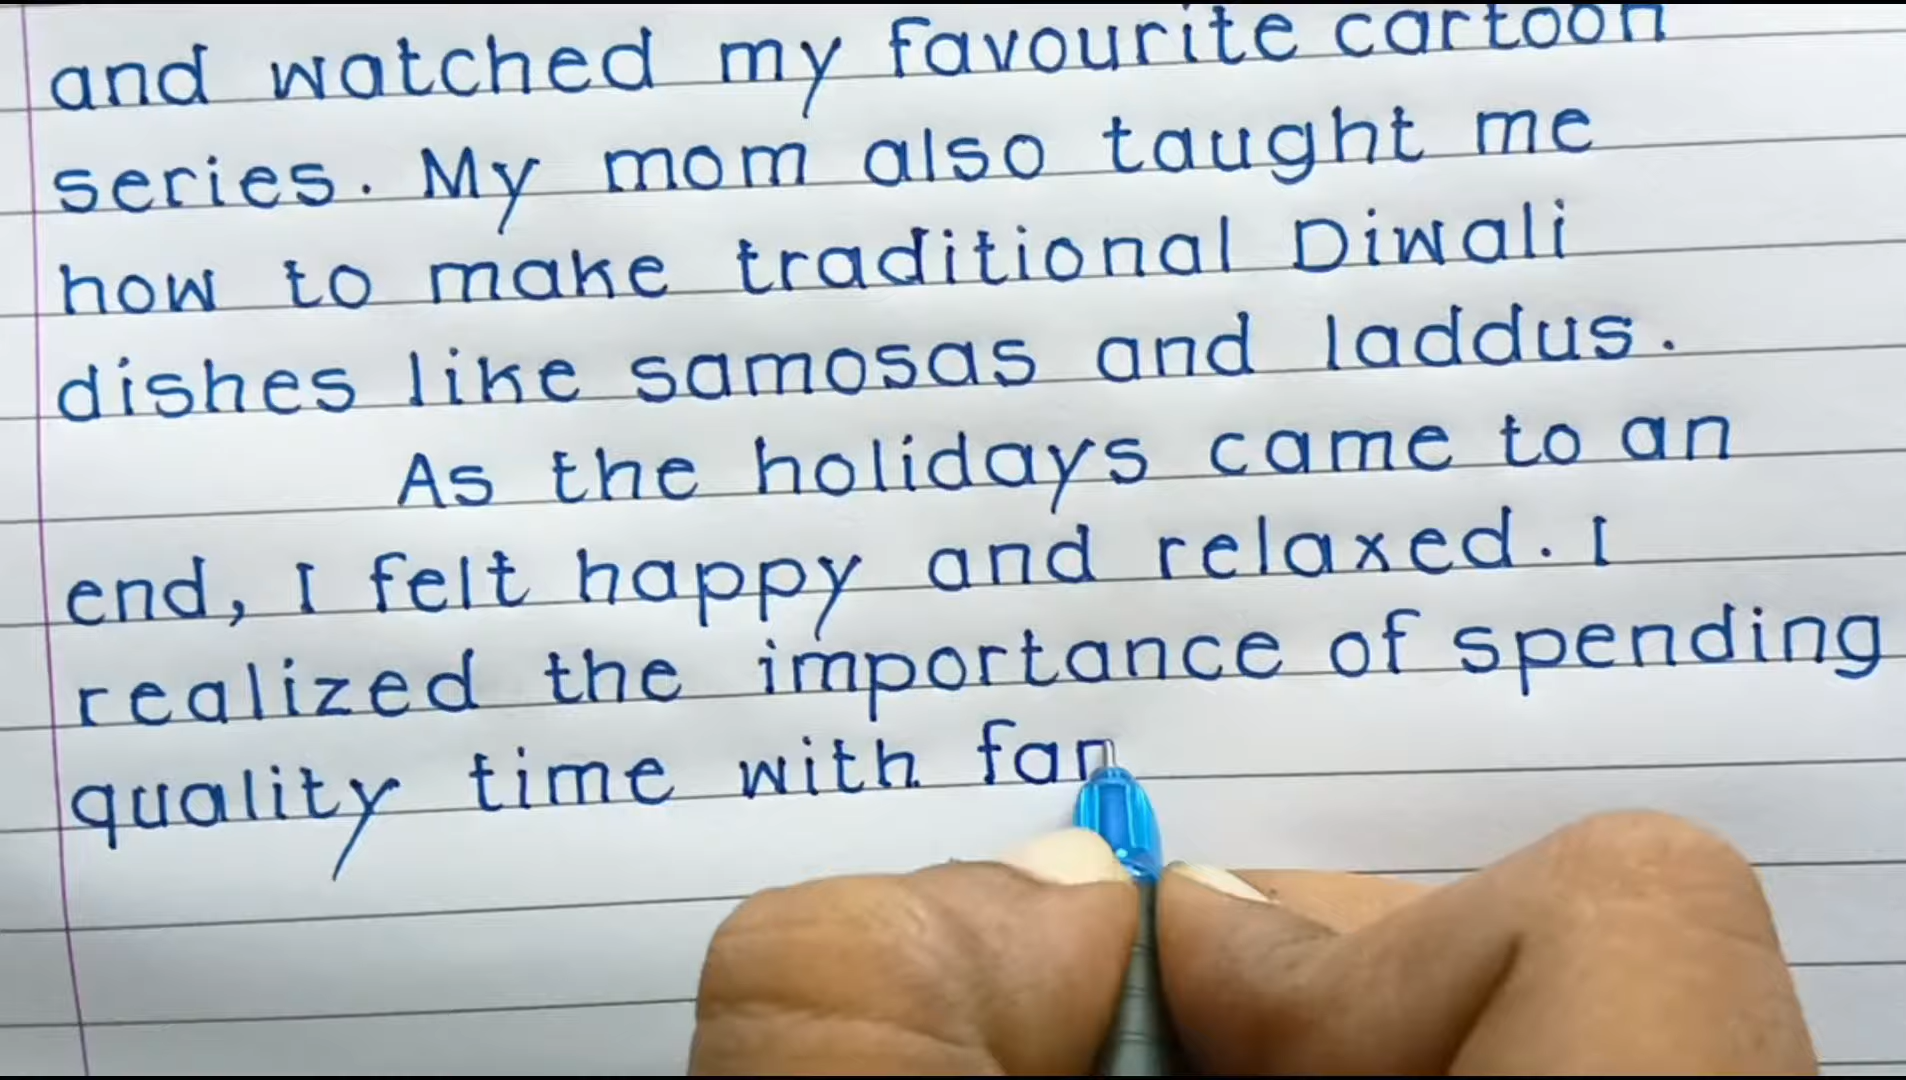 and watched my favourite cartoon
series. My mom also taught me
how to make traditional Diwali
dishes like samosas and laddus.
As the holidays came to an
end, I felt happy and relaxed. I
realized the importance of spending
quality time with